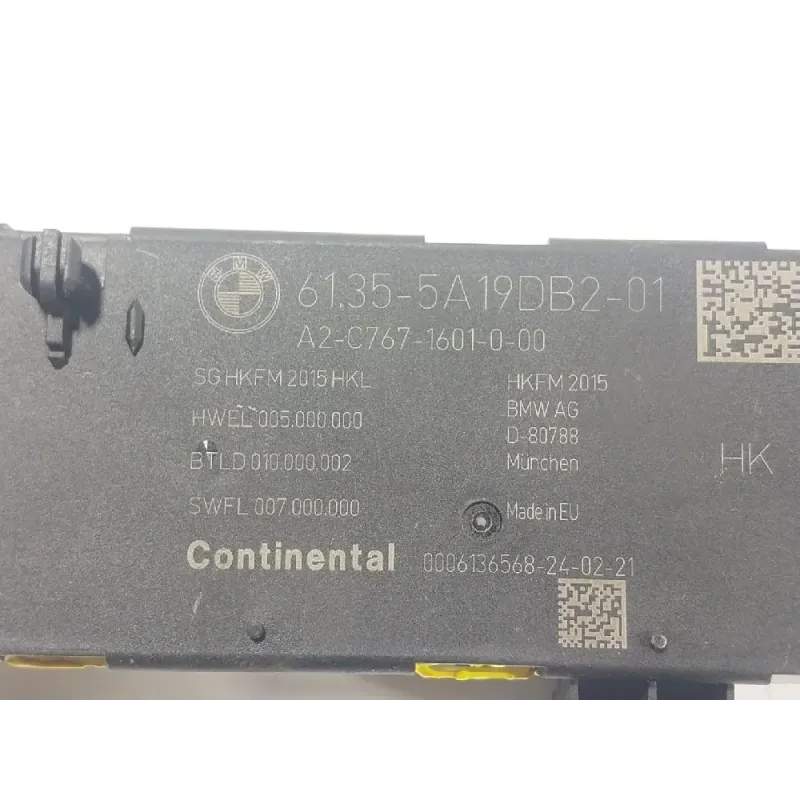 BMW
61.35-5A19DB2-01
A2-C767-1601-0-00
SG HKFM 2015 HKL
HWEL 005.000.000
BTLD 010.000.002
SWFL 007.000.000
HKFM 2015
BMW AG
D-80788
München
Made in EU
HK
Continental
0006136568-24-02-21